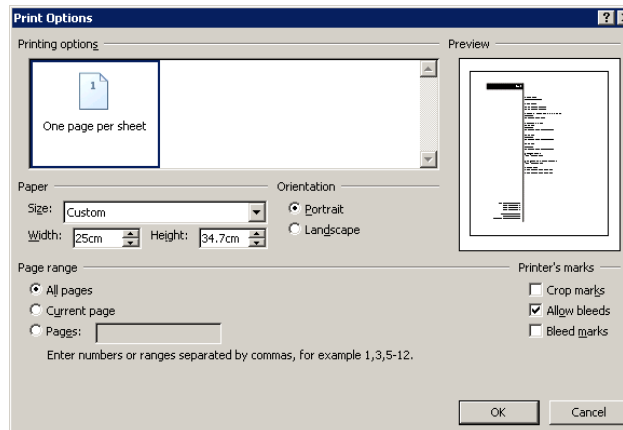 Print Options
Printing options
Preview
1
One page per sheet
Paper
Orientation
Size: Custom
Portrait
Width: 25cm Height: 34.7cm
Landscape
Page range
Printer's marks
All pages
Crop marks
Current page
Allow bleeds
Pages:
Bleed marks
Enter numbers or ranges separated by commas, for example 1,3,5-12.
OK Cancel